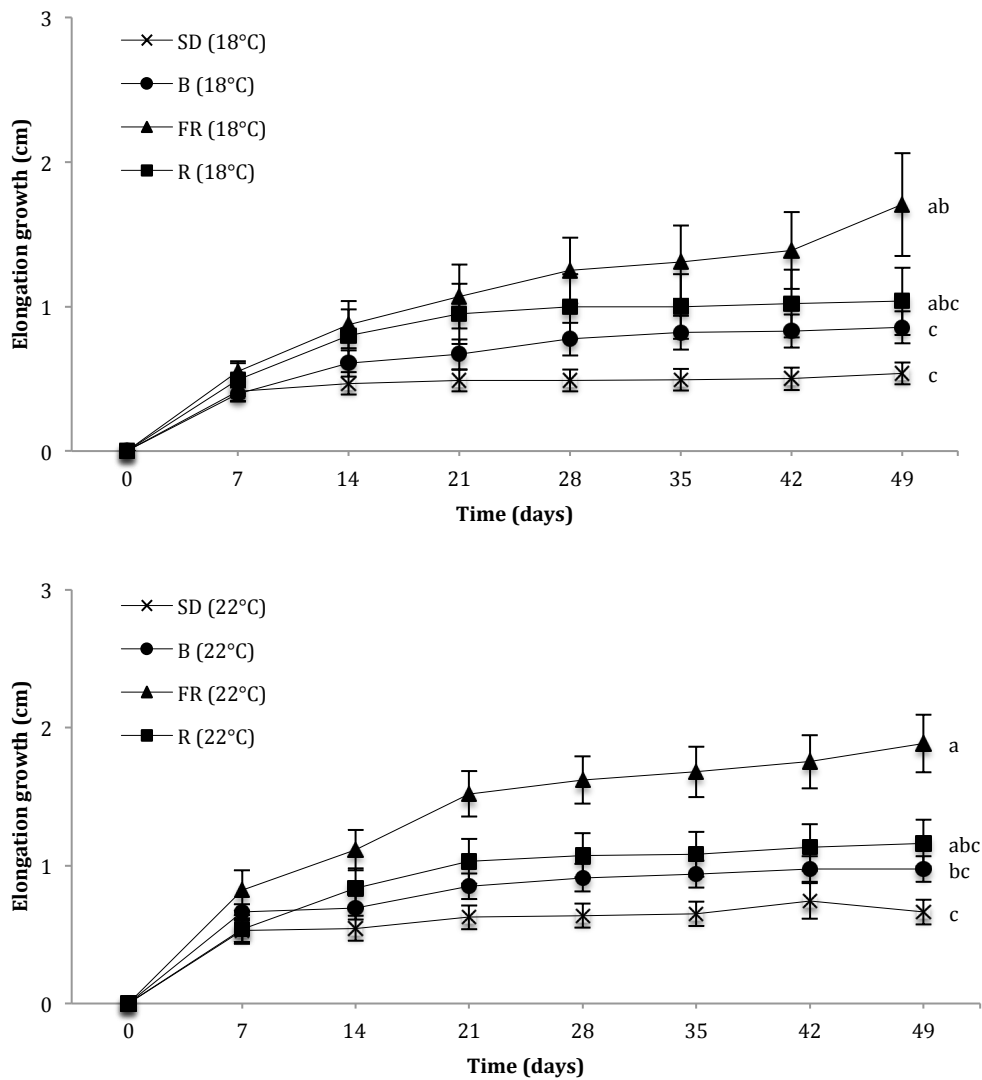 3
SD (18°C)
B (18°C)
FR (18°C)
R (18°C)
2
1
0
Elongation growth (cm)
ab
abc
c
c
0 7 14 21 28 35 42 49
Time (days)
3
SD (22°C)
B (22°C)
FR (22°C)
R (22°C)
2
1
0
Elongation growth (cm)
a
abc
bc
c
0 7 14 21 28 35 42 49
Time (days)